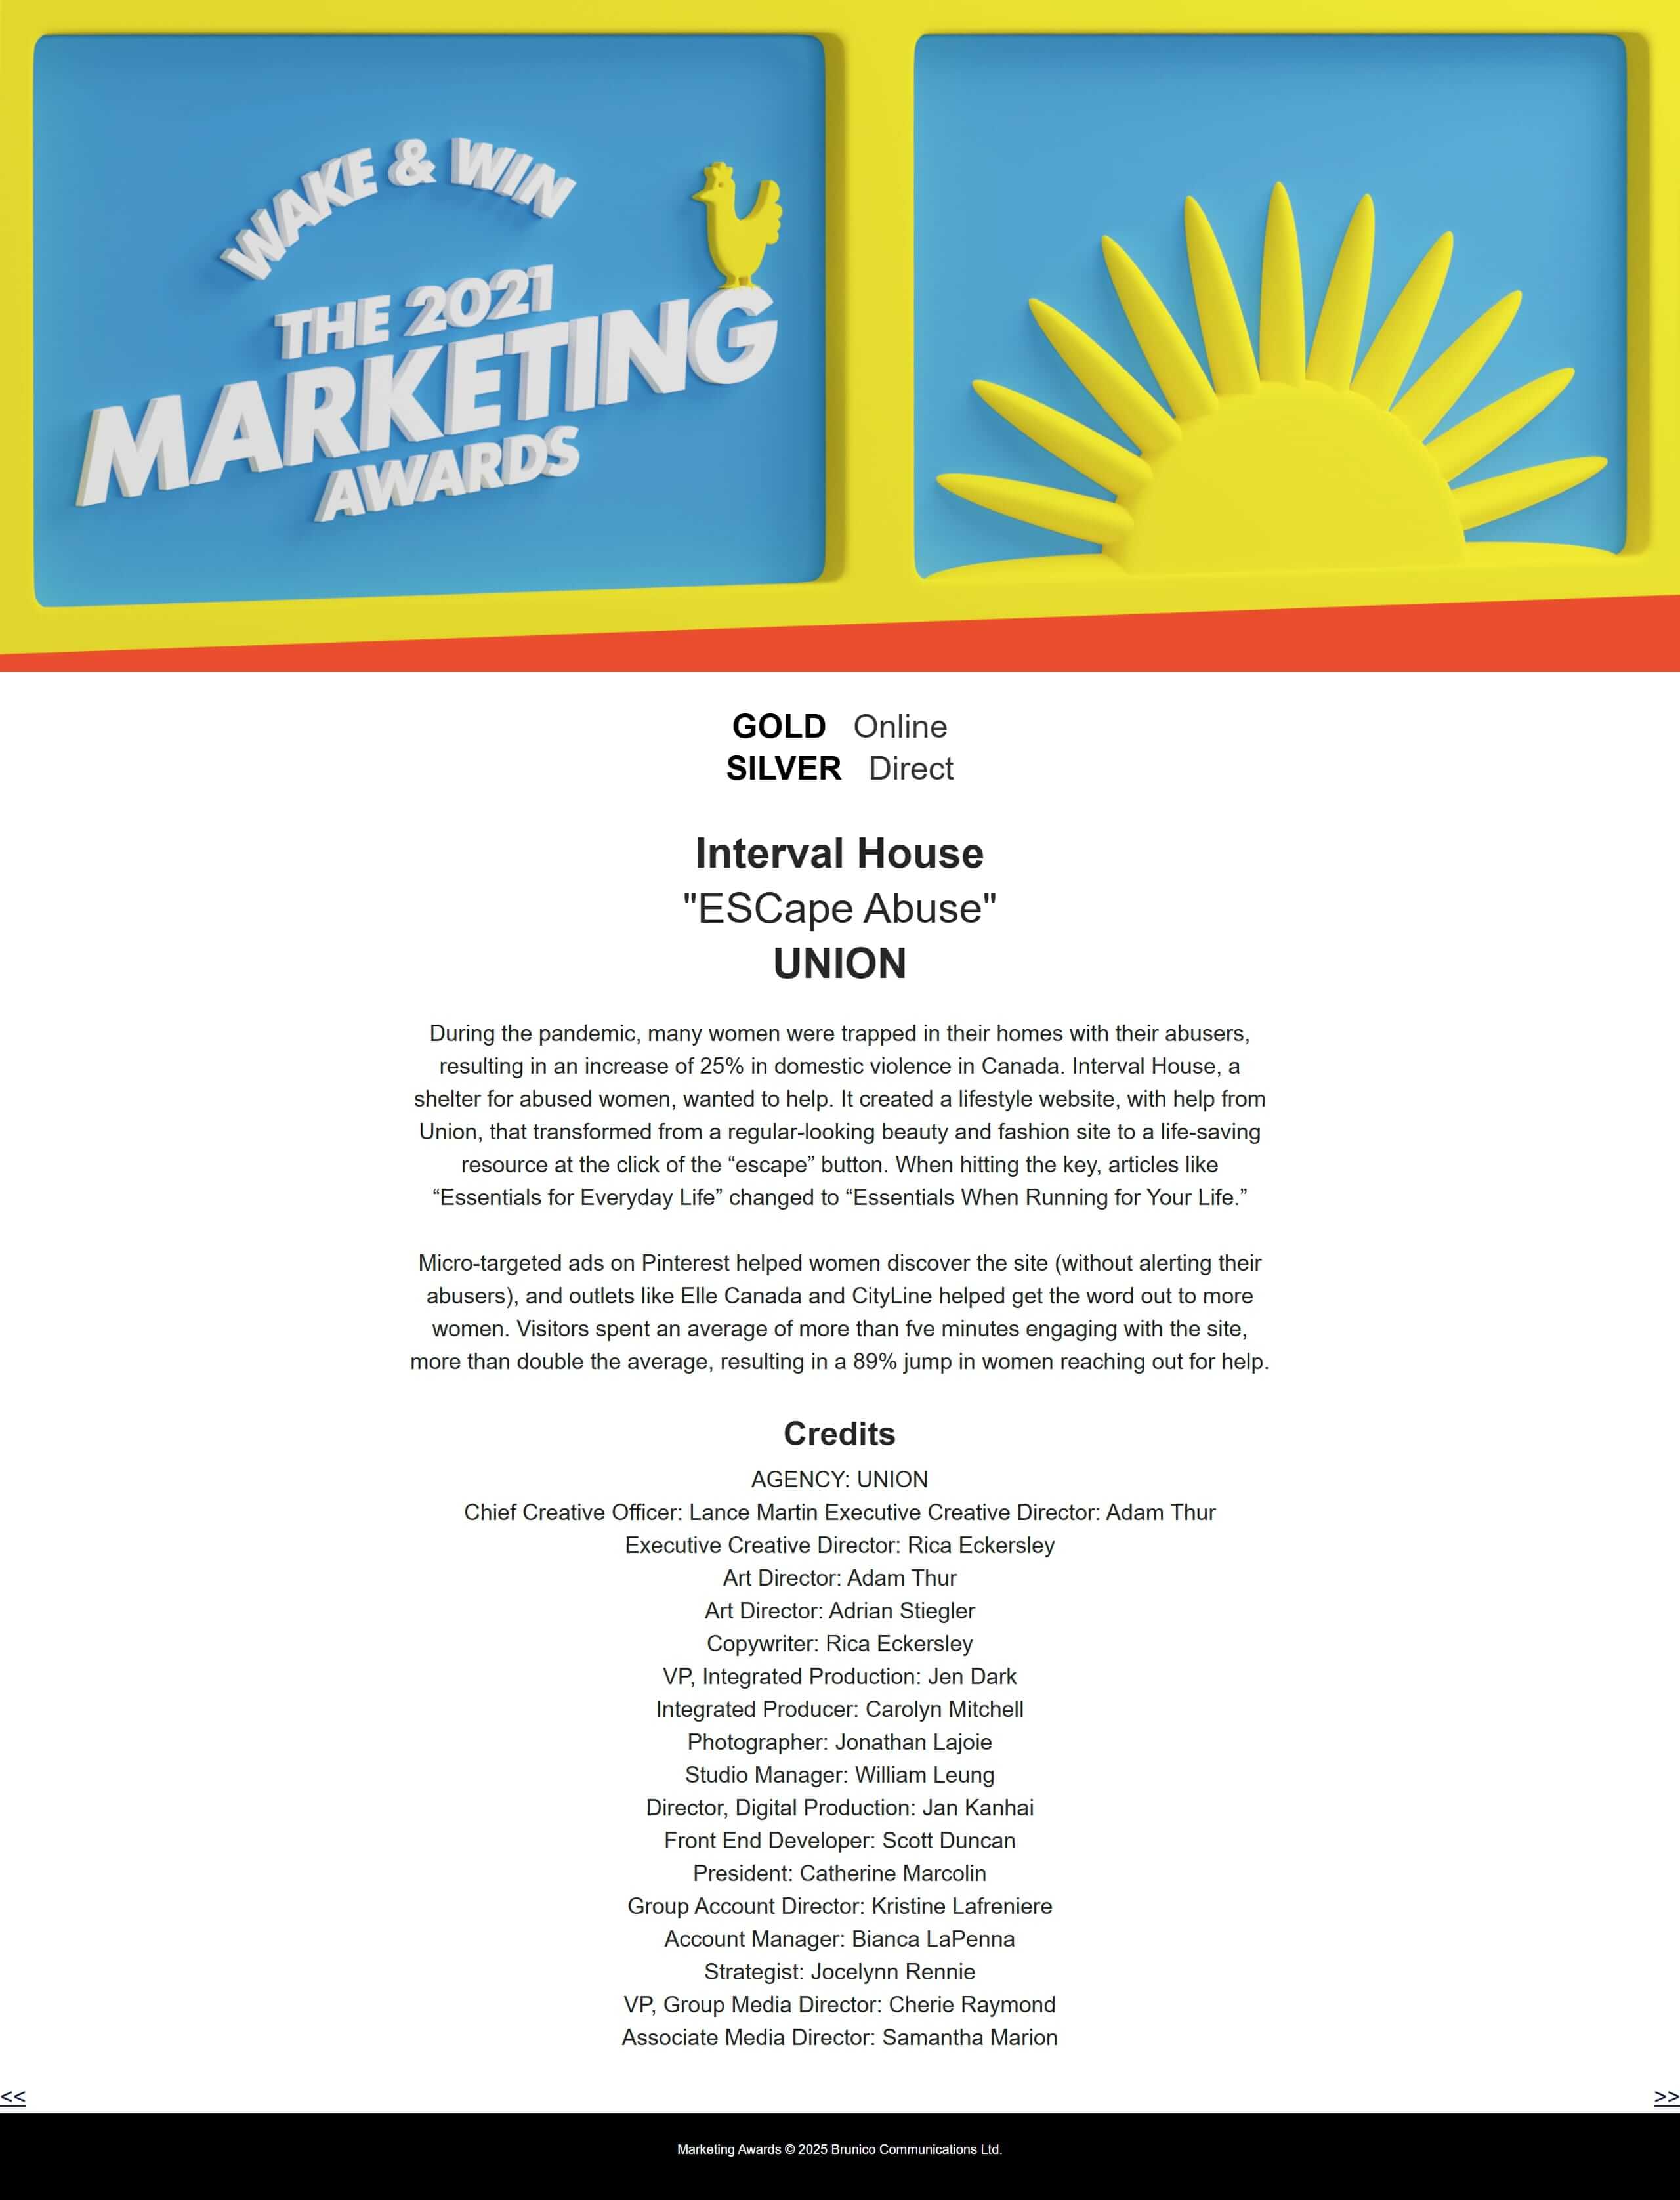 WAKE & WIN
THE 2021
MARKETING
AWARDS
GOLD Online
SILVER Direct
Interval House
"ESCape Abuse"
UNION
During the pandemic, many women were trapped in their homes with their abusers,
resulting in an increase of 25% in domestic violence in Canada. Interval House, a
shelter for abused women, wanted to help. It created a lifestyle website, with help from
Union, that transformed from a regular-looking beauty and fashion site to a life-saving
resource at the click of the “escape” button. When hitting the key, articles like
“Essentials for Everyday Life” changed to “Essentials When Running for Your Life.”
Micro-targeted ads on Pinterest helped women discover the site (without alerting their
abusers), and outlets like Elle Canada and CityLine helped get the word out to more
women. Visitors spent an average of more than fve minutes engaging with the site,
more than double the average, resulting in a 89% jump in women reaching out for help.
Credits
AGENCY: UNION
Chief Creative Officer: Lance Martin Executive Creative Director: Adam Thur
Executive Creative Director: Rica Eckersley
Art Director: Adam Thur
Art Director: Adrian Stiegler
Copywriter: Rica Eckersley
VP, Integrated Production: Jen Dark
Integrated Producer: Carolyn Mitchell
Photographer: Jonathan Lajoie
Studio Manager: William Leung
Director, Digital Production: Jan Kanhai
Front End Developer: Scott Duncan
President: Catherine Marcolin
Group Account Director: Kristine Lafreniere
Account Manager: Bianca LaPenna
Strategist: Jocelynn Rennie
VP, Group Media Director: Cherie Raymond
Associate Media Director: Samantha Marion
<< >>
Marketing Awards © 2025 Brunico Communications Ltd.